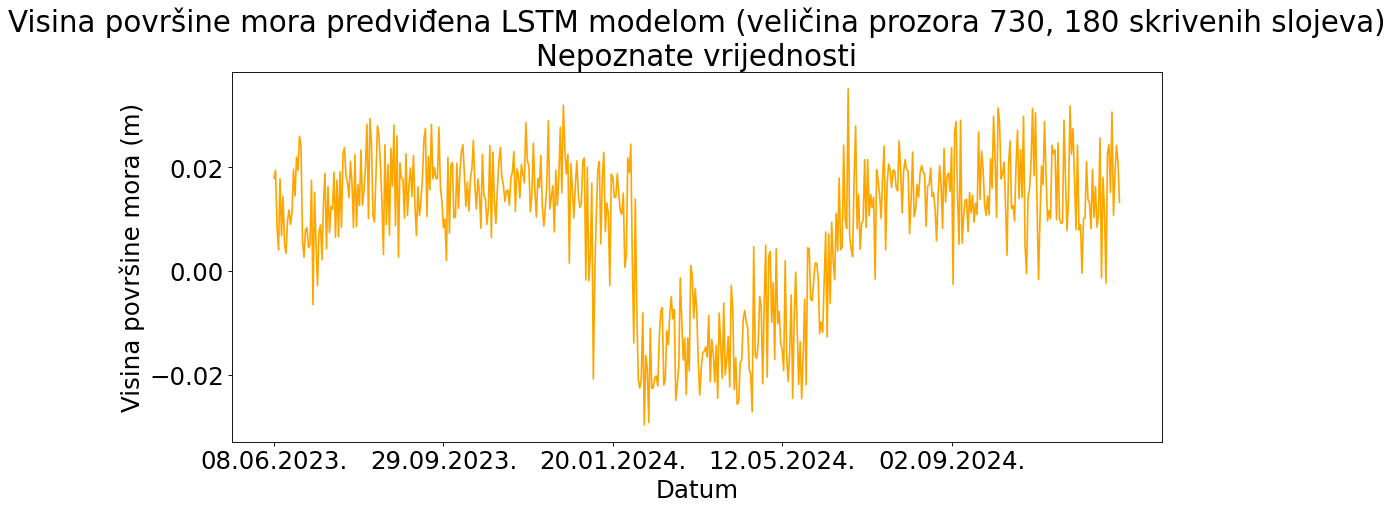 Visina površine mora predviđena LSTM modelom (veličina prozora 730, 180 skrivenih slojeva)
Nepoznate vrijednosti
Visina površine mora (m)
0.02
0.00
−0.02
08.06.2023. 29.09.2023. 20.01.2024. 12.05.2024. 02.09.2024.
Datum